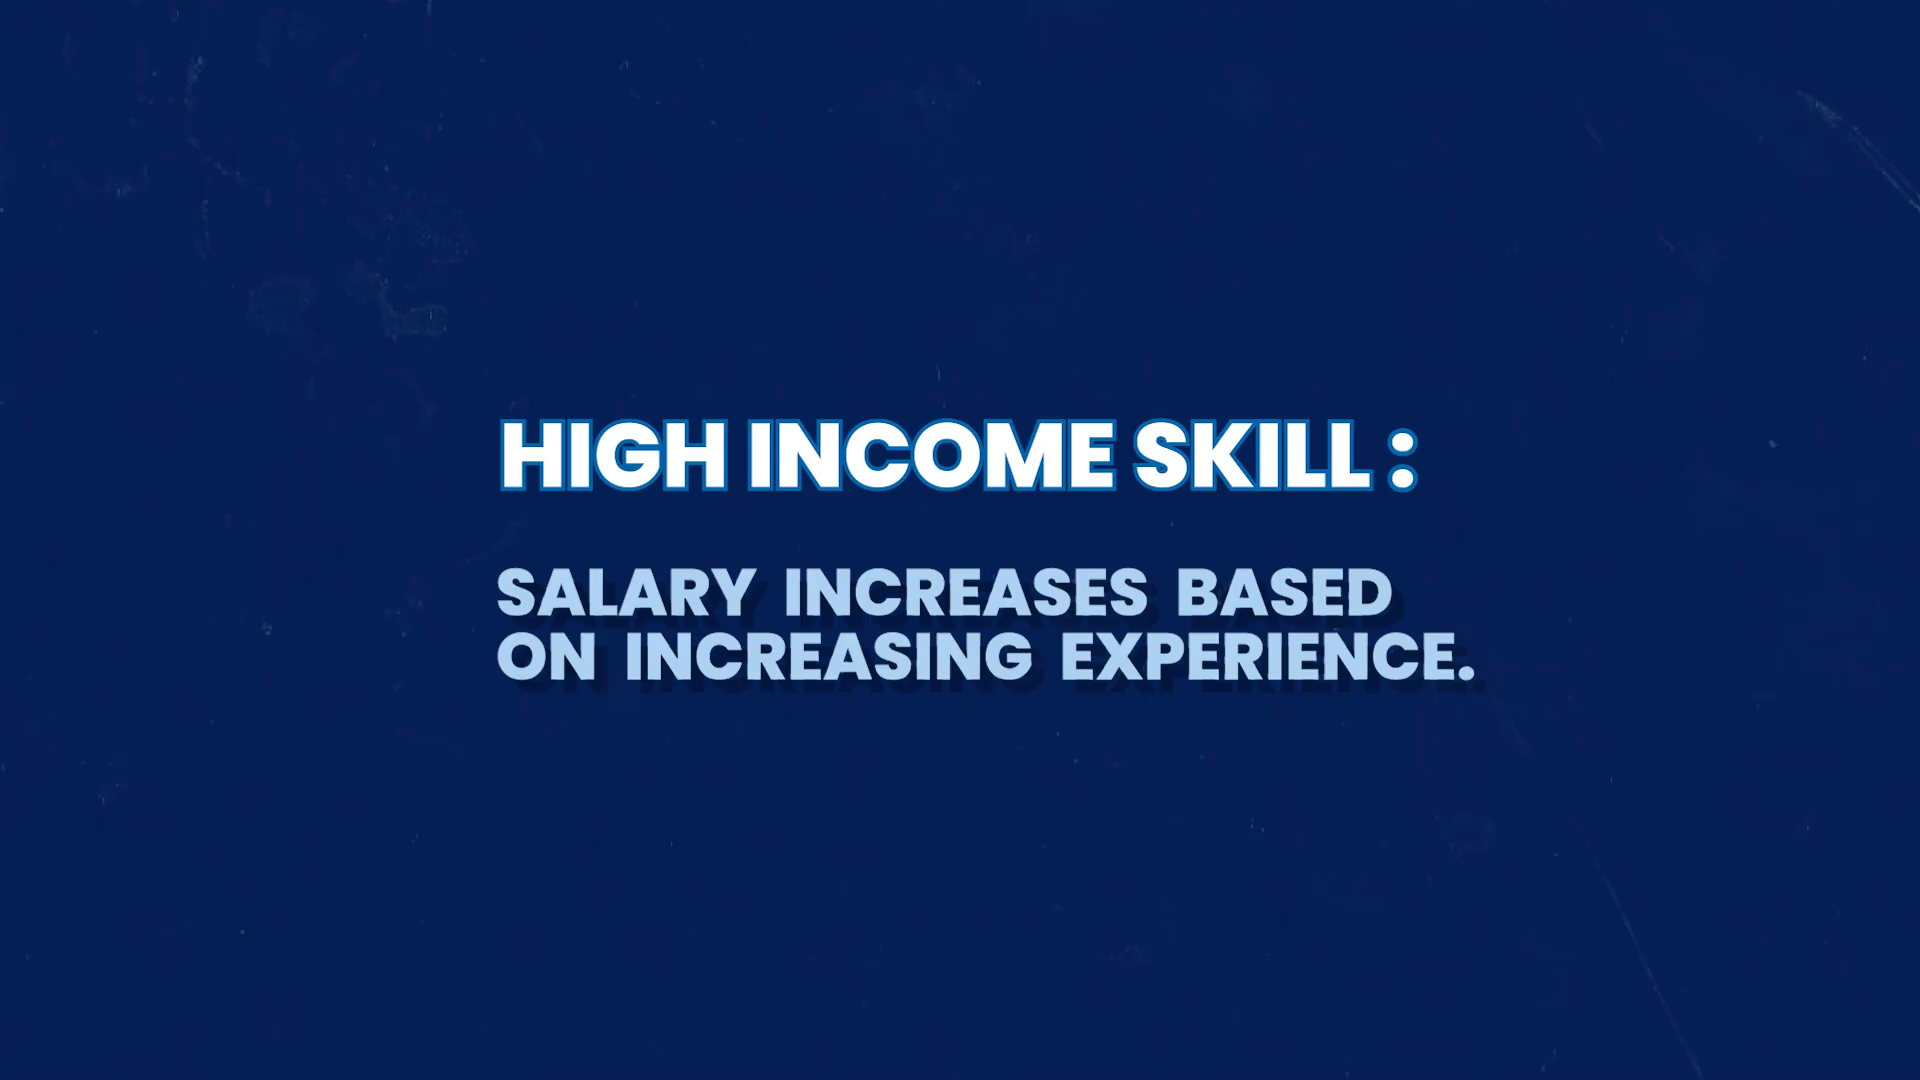 HIGH INCOME SKILL :
SALARY INCREASES BASED
ON INCREASING EXPERIENCE.